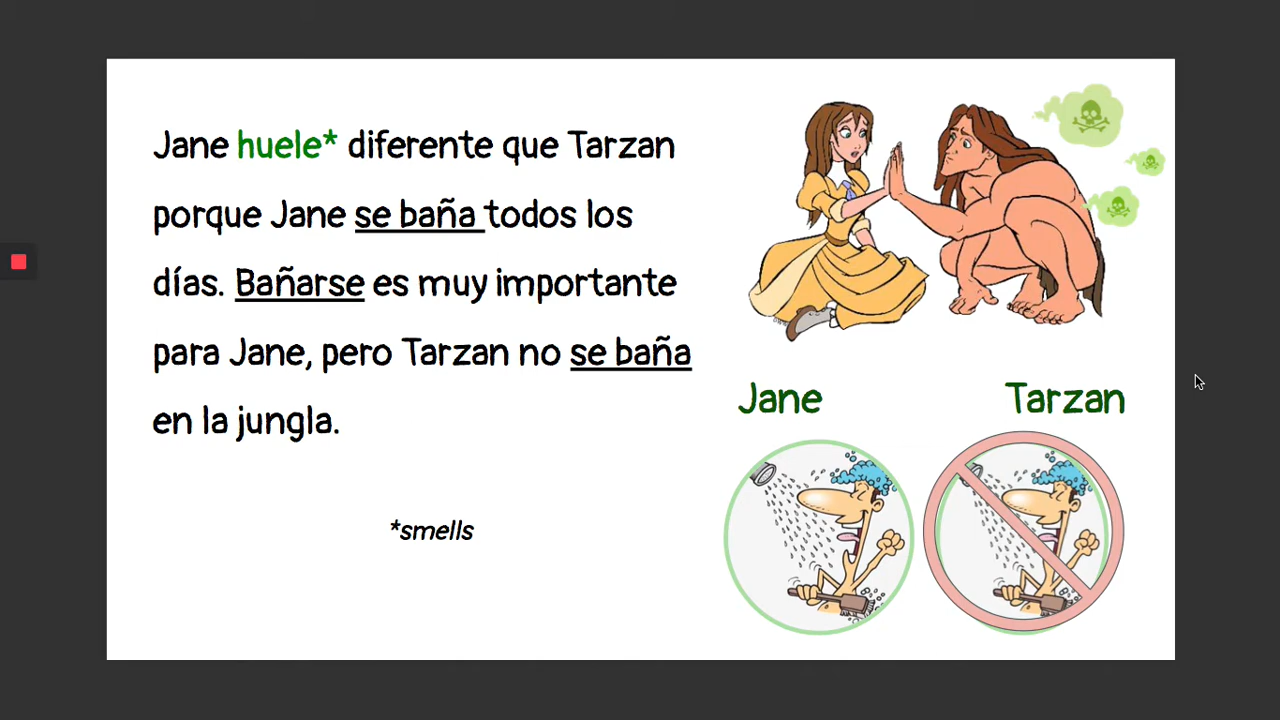 Jane huele* diferente que Tarzan
porque Jane se baña todos los
días. Bañarse es muy importante
para Jane, pero Tarzan no se baña
en la jungla.
*smells
Jane
Tarzan